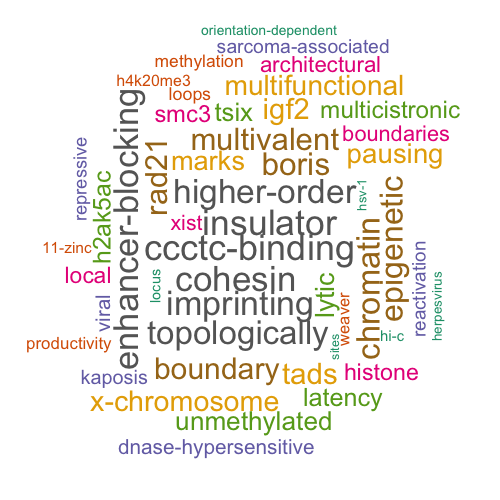 orientation-dependent
sarcoma-associated
methylation
architectural
h4k20me3
multifunctional
loops
igf2
smc3
tsix
multicistronic
enhancer-blocking
multivalent
boundaries
repressive
rad21
marks
boris
pausing
h2ak5ac
higher-order
hsv-1
xist
insulator
chromatin
epigenetic
11-zinc
ccctc-binding
local
cohesin
locus
lytic
reactivation
herpesvirus
viral
imprinting
weaver
productivity
topologically
sites
hi-c
kaposis
boundary
tads
histone
x-chromosome
latency
unmethylated
dnase-hypersensitive